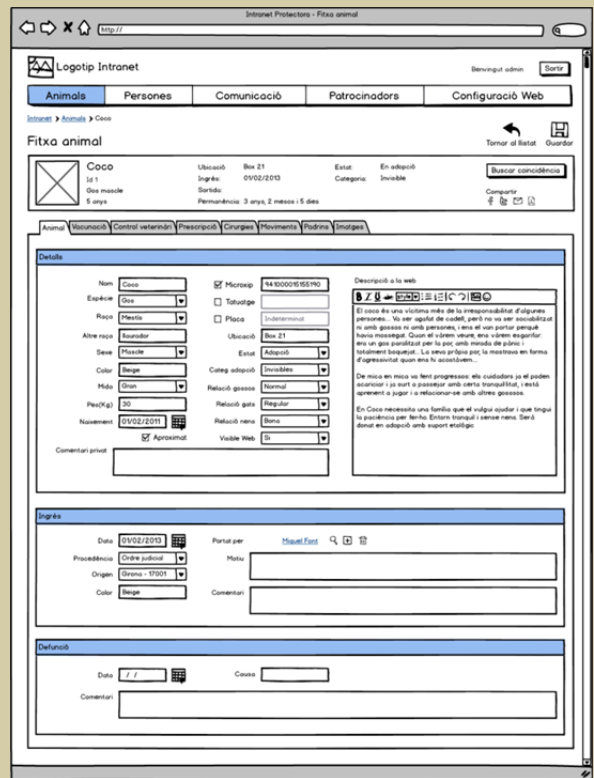 Intranet Protectora - Fitxa animal
http://
Logotip Intranet
Benvingut admin
Sortir
Animals
Persones
Comunicació
Patrocinadors
Configuració Web
Intranet > Animals > Coco
Fitxa animal
Tornar al llistat
Guardar
Coco
Id 1
Gos mascle
5 anys
Ubicació Box 21
Ingrés: 01/02/2013
Sortida:
Permanència: 3 anys, 2 mesos i 5 dies
Estat: En adopció
Categoria: Invisible
Buscar coincidència
Compartir
Animal
Vacunació
Control veterinàri
Prescripció
Cirurgies
Moviments
Padrins
Imatges
Detalls
Nom Coco
Espècie Gos
Raça Mestís
Altre raça llaurador
Sexe Mascle
Color Beige
Mida Gran
Pes(Kg) 30
Naixement 01/02/2011
Aproximat
Comentari privat
Microxip 941000015155190
Tatuatge
Placa Indeterminat
Ubicació Box 21
Estat Adopció
Categ adopció Invisibles
Relació gossos Normal
Relació gats Regular
Relació nens Bona
Visible Web Si
Descripció a la web
B I U abc style
El coco és una víctima més de la irresponsabilitat d'algunes
persones... Va ser agafat de cadell, però no va ser sociabilitzat
ni amb gossos ni amb persones, i ens el van portar perquè
havia mossegat. Quan el vàrem veure, ens vàrem esgarrifar:
era un gos paralitzat per la por, amb mirada de pànic i
totalment boquejat... La seva pròpia por, la mostrava en forma
d'agressivitat quan ens hi acostàvem...
De mica en mica va fent progressos: els cuidadors ja el poden
acariciar i ja surt a passejar amb certa tranquil·litat, i està
aprenent a jugar i a relacionar-se amb altres gossos.
En Coco necessita una família que el vulgui ajudar i que tingui
la paciència per fer-ho. Entorn tranquil i sense nens. Serà
donat en adopció amb suport etològic
Ingrés
Data 01/02/2013
Procedència Ordre judicial
Origen Girona - 17001
Color Beige
Portat per Miquel Font
Motiu
Comentari
Defunció
Data / /
Causa
Comentari